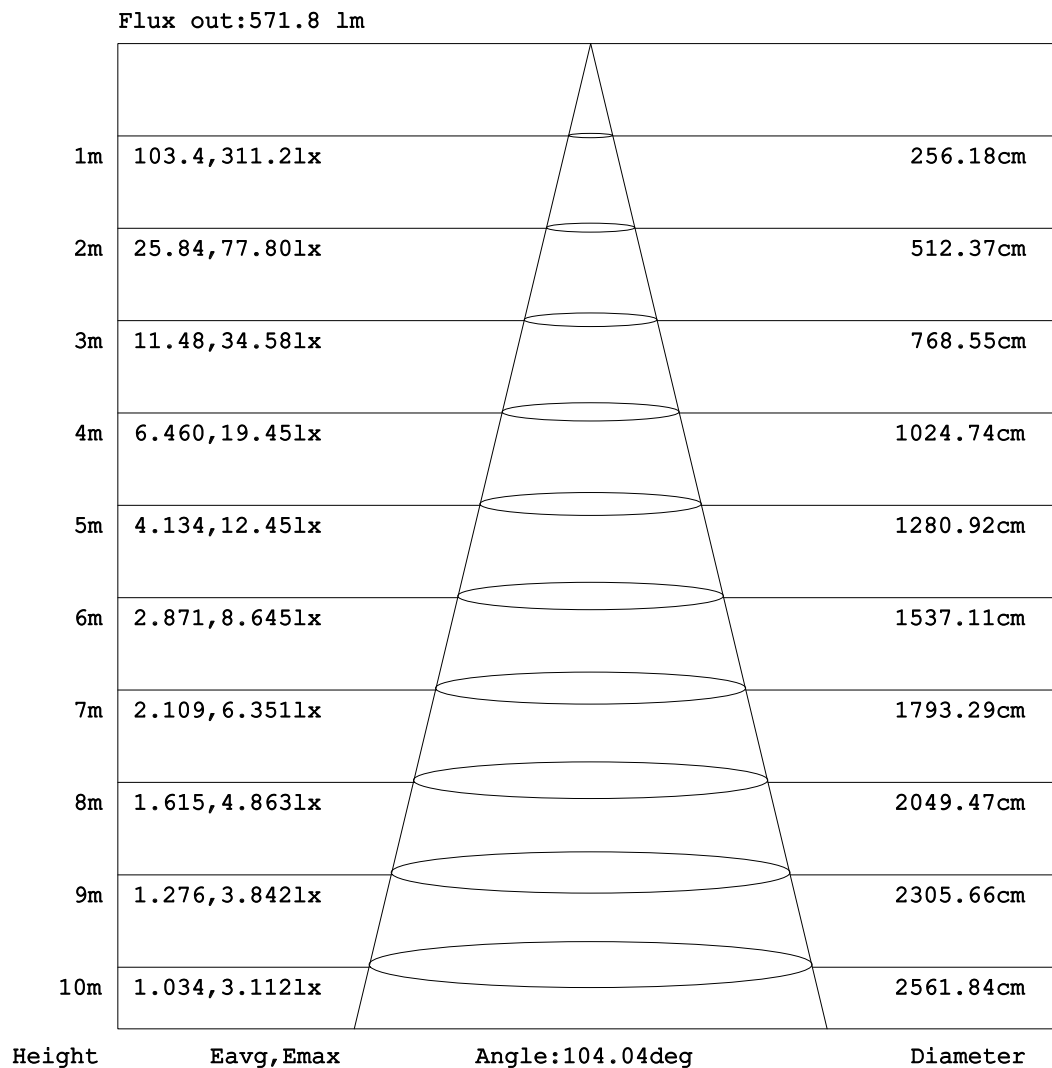 Flux out:571.8 lm
1m 103.4,311.2lx 256.18cm
2m 25.84,77.80lx 512.37cm
3m 11.48,34.58lx 768.55cm
4m 6.460,19.45lx 1024.74cm
5m 4.134,12.45lx 1280.92cm
6m 2.871,8.645lx 1537.11cm
7m 2.109,6.351lx 1793.29cm
8m 1.615,4.863lx 2049.47cm
9m 1.276,3.842lx 2305.66cm
10m 1.034,3.112lx 2561.84cm
Height Eavg,Emax Angle:104.04deg Diameter